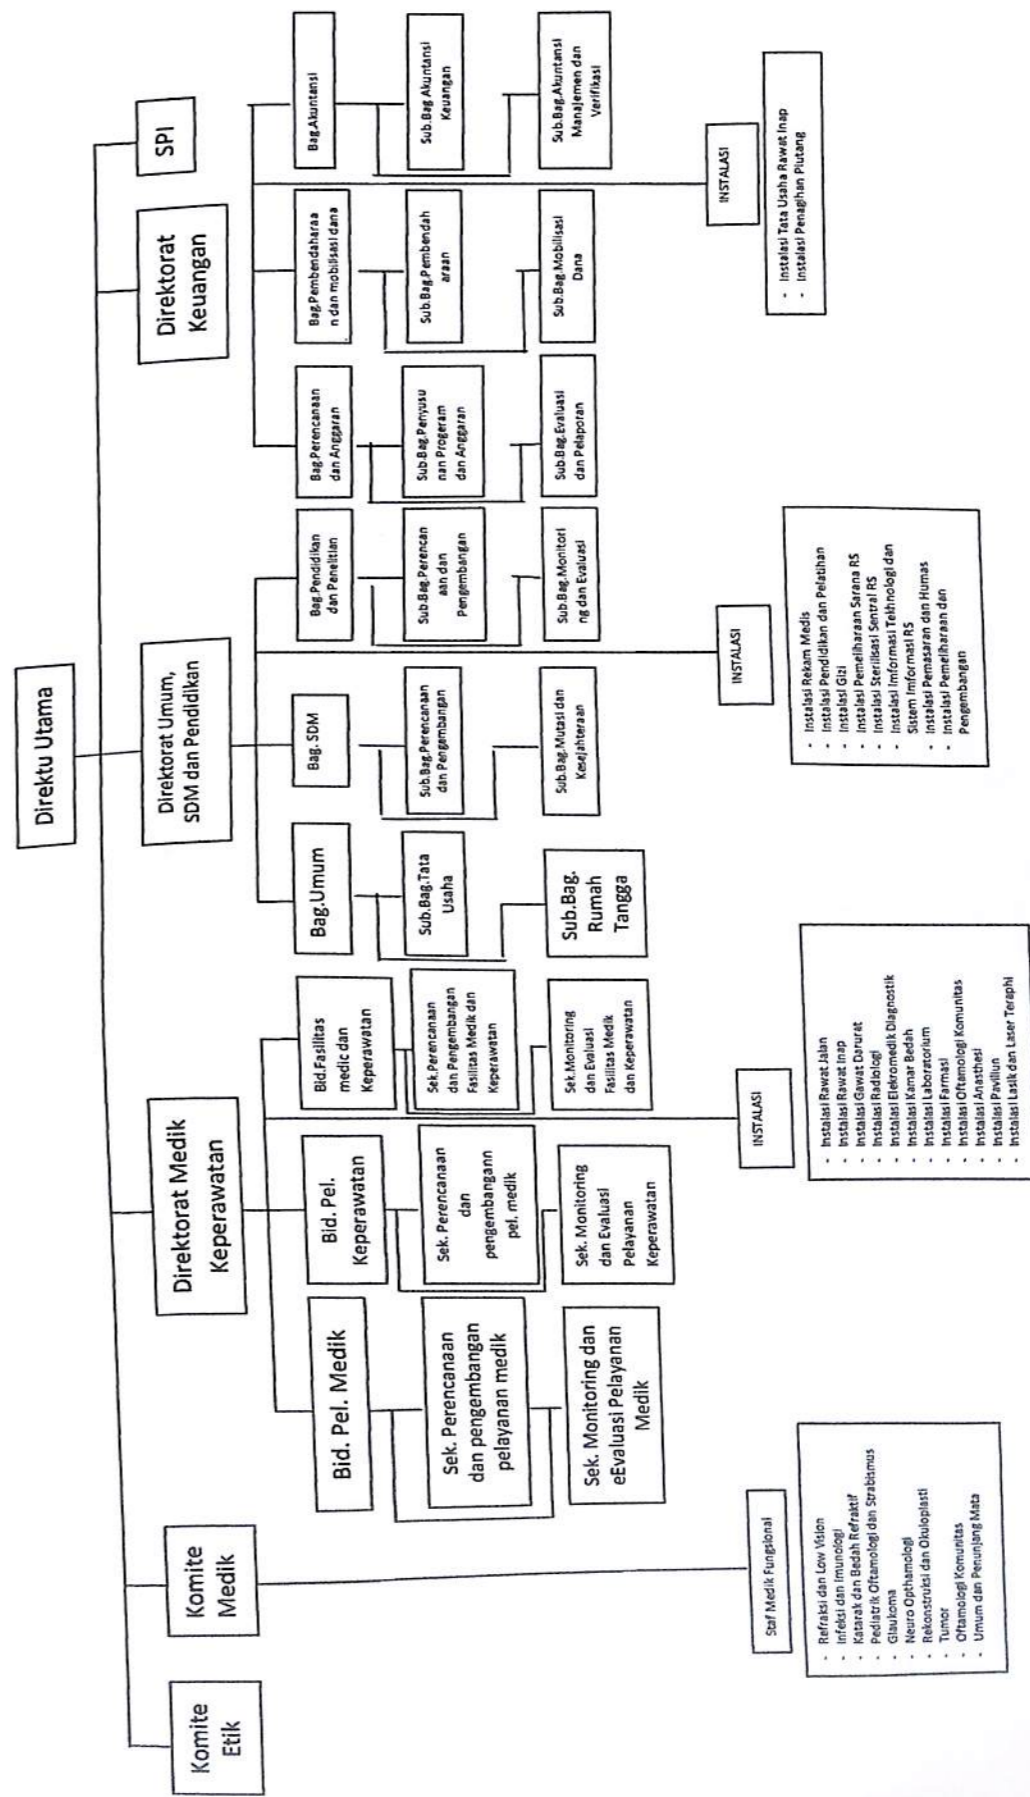 Direktu Utama
Komite
Etik
Komite
Medik
Direktorat Medik
Keperawatan
Direktorat Umum,
SDM dan Pendidikan
Direktorat
Keuangan
SPI
Bid. Pel. Medik
Bid. Pel.
Keperawatan
Bid.Fasilitas
medic dan
Keperawatan
Bag.Umum
Bag. SDM
Bag.Pendidikan
dan Penelitian
Bag.Perencanaan
dan Anggaran
Bag.Pembendaharaa
n dan mobilisasi dana
Bag.Akuntansi
Sek. Perencanaan
dan pengembangan
pelayanan medik
Sek. Perencanaan
dan
pengembangann
pel. medik
Sek.Perencanaan
dan Pengembangan
Fasilitas Medik dan
Keperawatan
Sub.Bag.Tata
Usaha
Sub.Bag.Perencanaan
dan Pengembangan
Sub.Bag.Perencan
aan dan
Pengembangan
Sub.Bag.Penyusu
nan Progeram
dan Anggaran
Sub.Bag.Pembendah
araan
Sub.Bag Akuntansi
Keuangan
Sek. Monitoring dan
eEvaluasi Pelayanan
Medik
Sek. Monitoring
dan Evaluasi
Pelayanan
Keperawatan
Sek.Monitoring
dan Evaluasi
Fasilitas Medik
dan Keperawatan
Sub.Bag.
Rumah
Tangga
Sub.Bag.Mutasi dan
Kesejahteraan
Sub.Bag.Monitori
ng dan Evaluasi
Sub.Bag.Evaluasi
dan Pelaporan
Sub.Bag.Mobilisasi
Dana
Sub.Bag.Akuntansi
Manajemen dan
Verifikasi
Staf Medik Fungsional
- Refraksi dan Low Vision
- Infeksi dan Imunologi
- Katarak dan Bedah Refraktif
- Pediatrik Oftamologi dan Strabismus
- Glaukoma
- Neuro Opthamologi
- Rekonstruksi dan Okuloplasti
- Tumor
- Oftamologi Komunitas
- Umum dan Penunjang Mata
INSTALASI
- Instalasi Rawat Jalan
- Instalasi Rawat Inap
- Instalasi Gawat Darurat
- Instalasi Radiologi
- Instalasi Elekromedik Diagnostik
- Instalasi Kamar Bedah
- Instalasi Laboratorium
- Instalasi Farmasi
- Instalasi Oftamologi Komunitas
- Instalasi Anasthesi
- Instalasi Paviliun
- Instalasi Lasik dan Laser Teraphi
INSTALASI
- Instalasi Rekam Medis
- Instalasi Pendidikan dan Pelatihan
- Instalasi Gizi
- Instalasi Pemeliharaan Sarana RS
- Instalasi Sterilisasi Sentral RS
- Instalasi Imformasi Tekhnologi dan
Sistem Imformasi RS
- Instalasi Pemasaran dan Humas
- Instalasi Pemeliharaan dan
Pengembangan
INSTALASI
- Instalasi Tata Usaha Rawat Inap
- Instalasi Penagihan Piutang